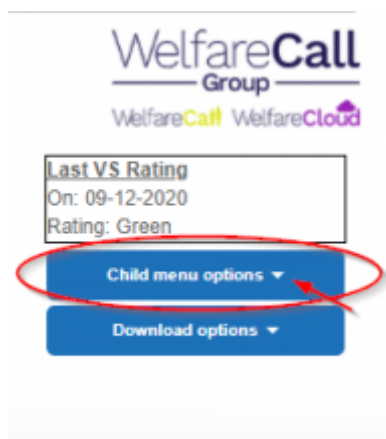 WelfareCall
Group
WelfareCall WelfareCloud
Last VS Rating
On: 09-12-2020
Rating: Green
Child menu options
Download options